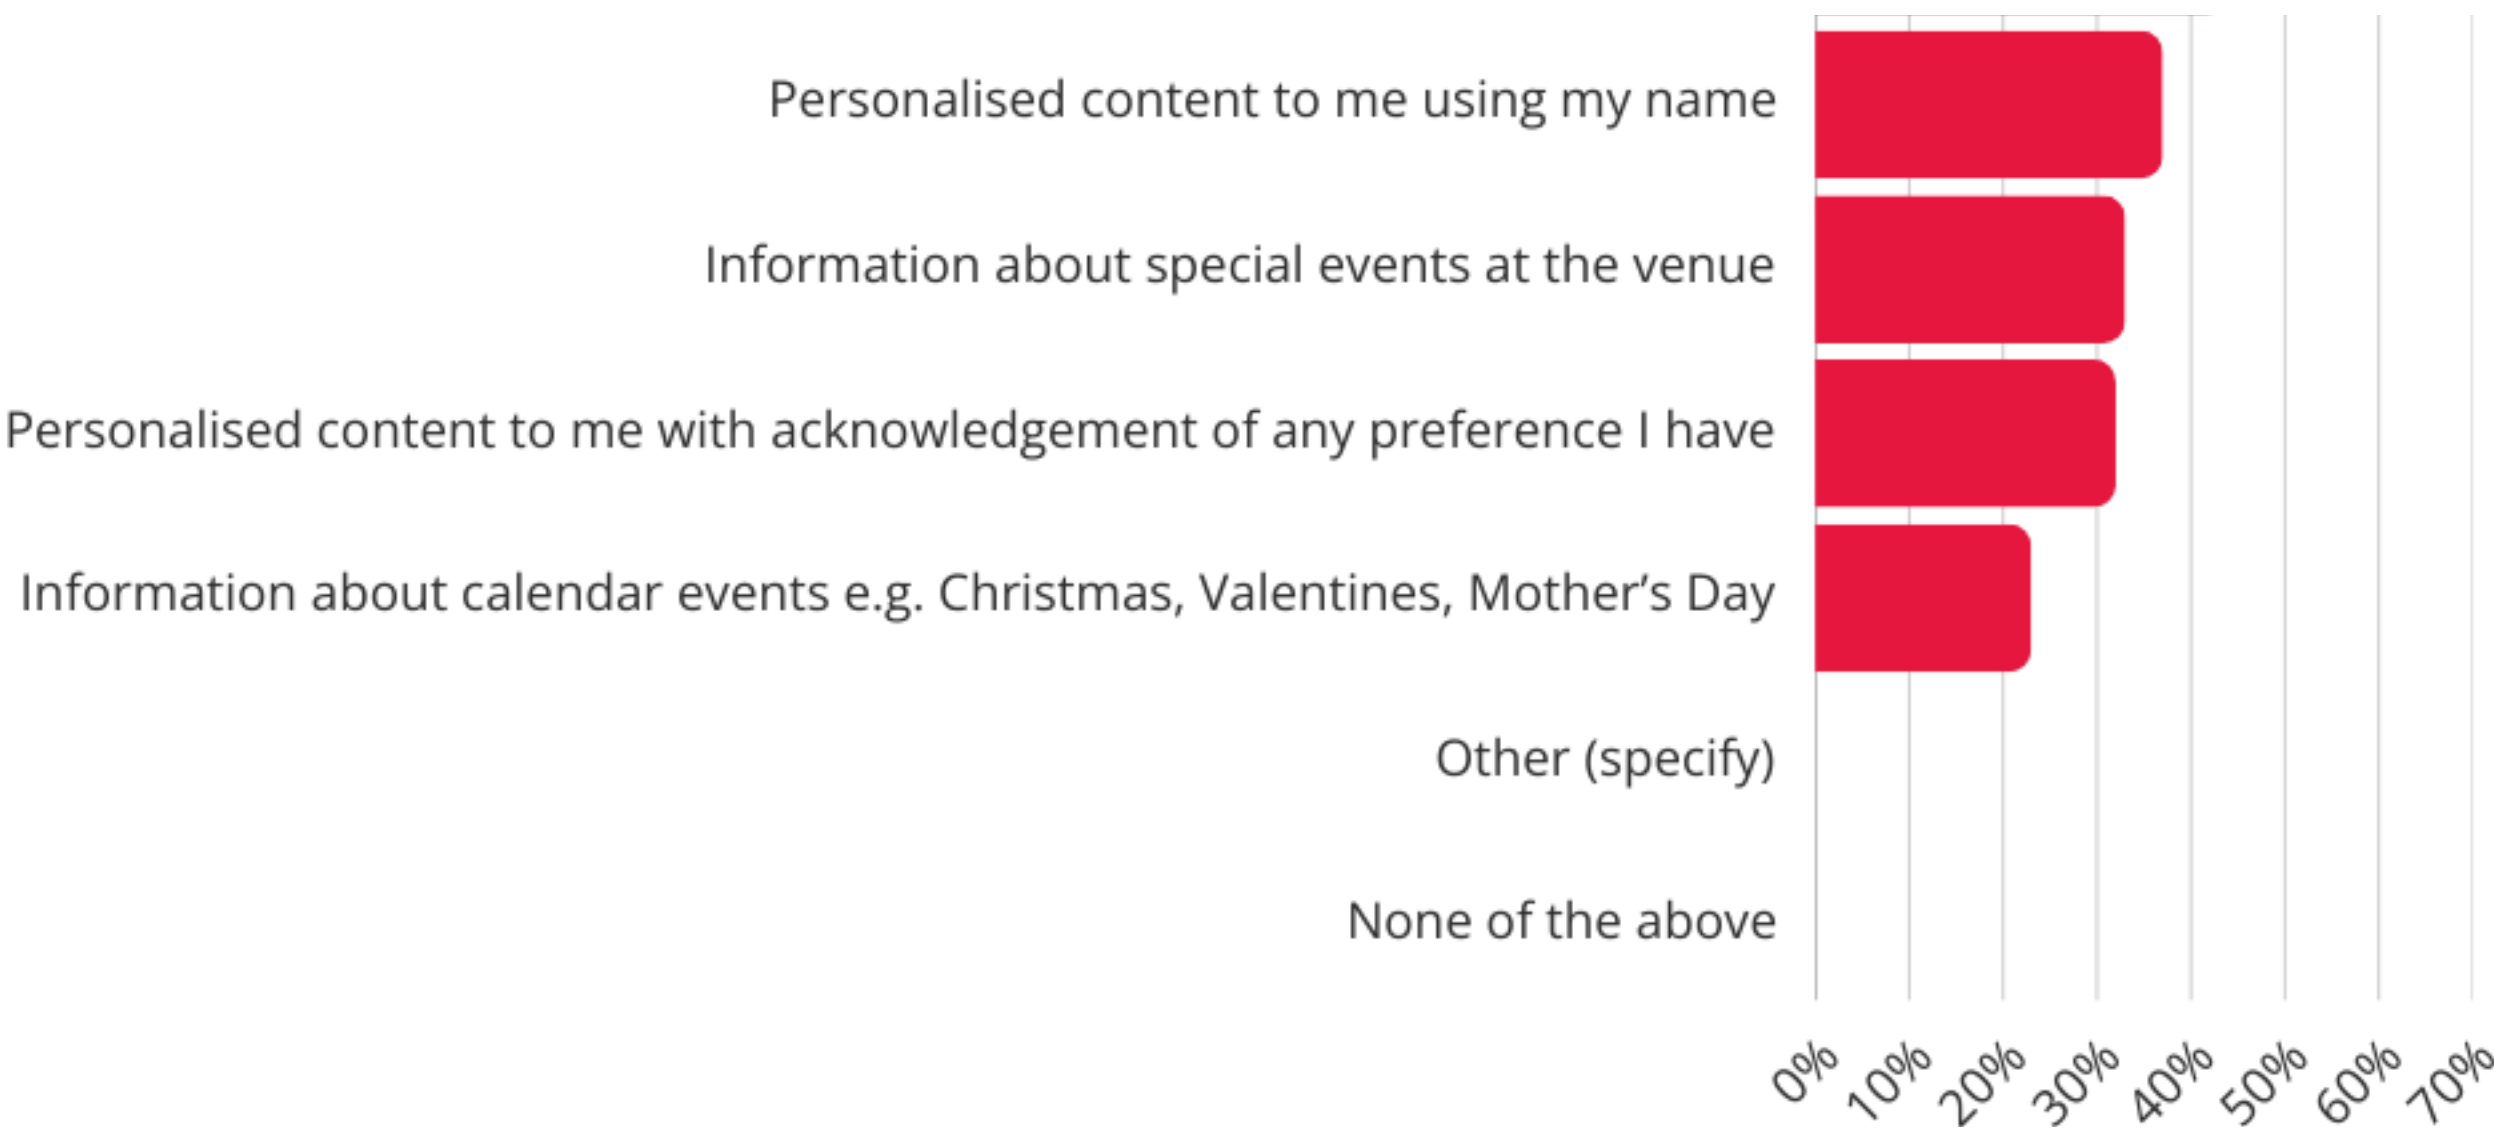 Personalised content to me using my name
Information about special events at the venue
Personalised content to me with acknowledgement of any preference I have
Information about calendar events e.g. Christmas, Valentines, Mother’s Day
Other (specify)
None of the above
0% 10% 20% 30% 40% 50% 60% 70%